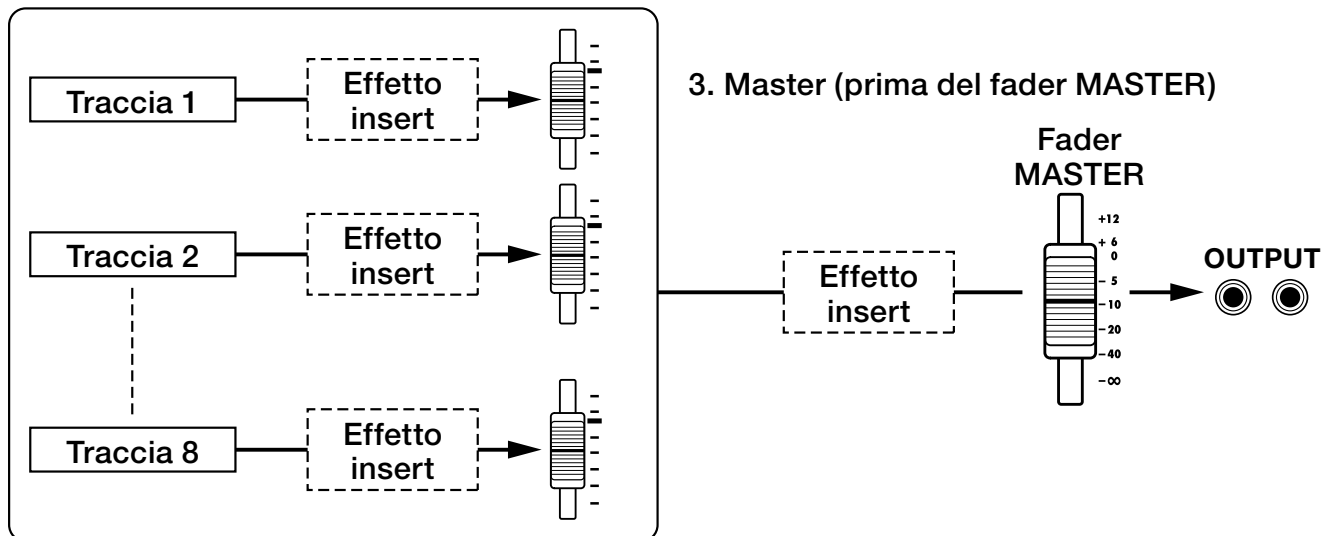 Traccia 1
Effetto
insert
Traccia 2
Effetto
insert
Traccia 8
Effetto
insert
3. Master (prima del fader MASTER)
Fader
MASTER
Effetto
insert
+12
+ 6
0
- 5
-10
-20
-40
-∞
OUTPUT